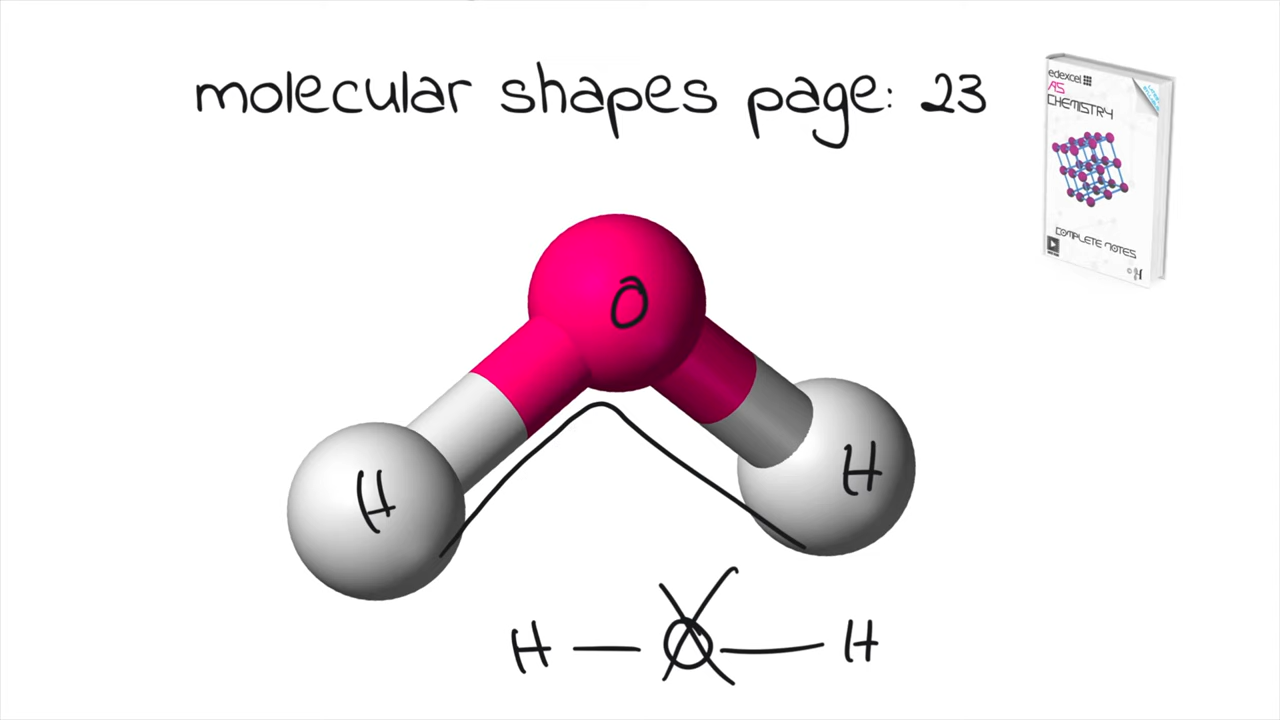 molecular shapes page: 23
edexcel
AS
CHEMISTRY
COMPLETE NOTES
O
H
H
H — O — H